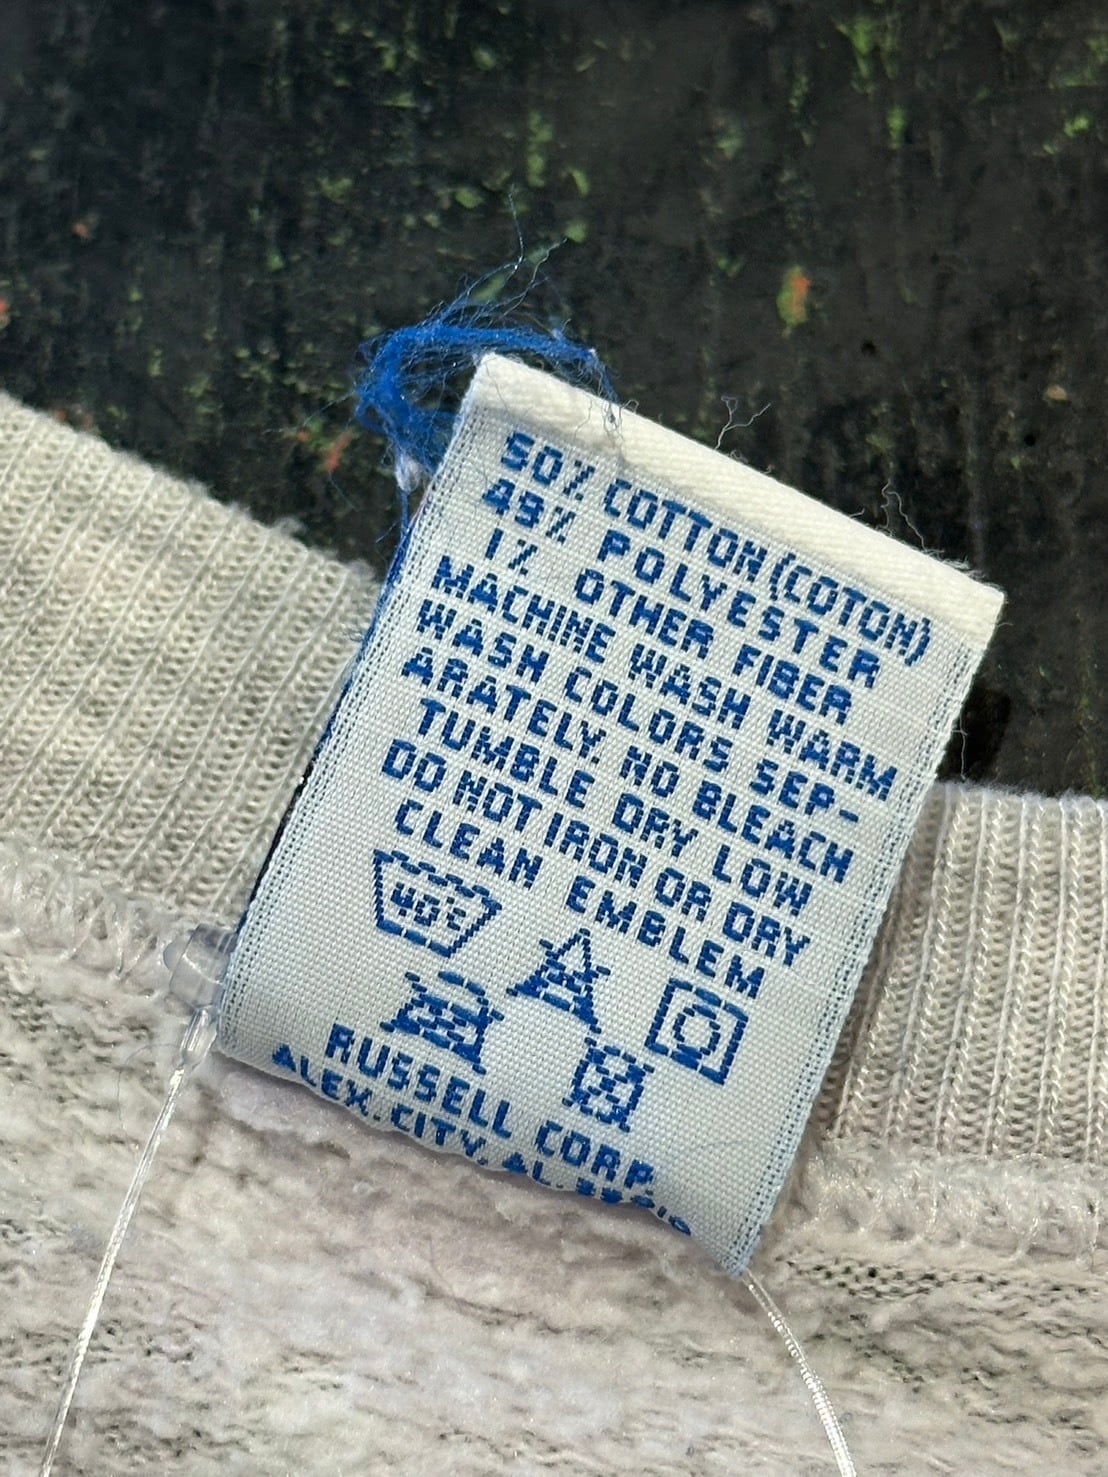 50% COTTON (COTON)
49% POLYESTER
1% OTHER FIBER
MACHINE WASH WARM
WASH COLORS SEP-
ARATELY. NO BLEACH
TUMBLE DRY LOW
DO NOT IRON OR DRY
CLEAN EMBLEM
40°C
RUSSELL CORP.
ALEX. CITY, AL.